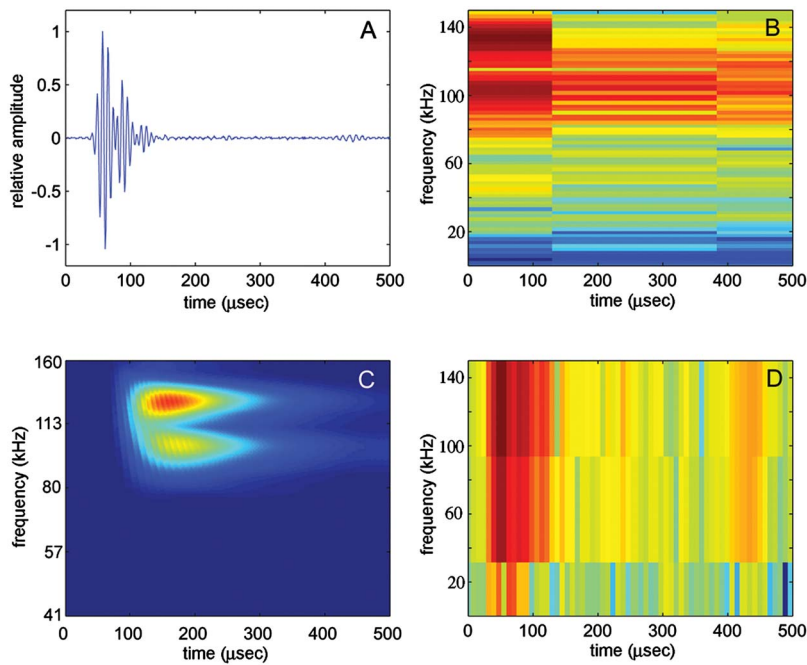 A
relative amplitude
1
0.5
0
-0.5
-1
0 100 200 300 400 500
time (μsec)
B
frequency (kHz)
140
100
60
20
0 100 200 300 400 500
time (μsec)
C
frequency (kHz)
160
113
80
57
41
0 100 200 300 400 500
time (μsec)
D
frequency (kHz)
140
100
60
20
0 100 200 300 400 500
time (μsec)